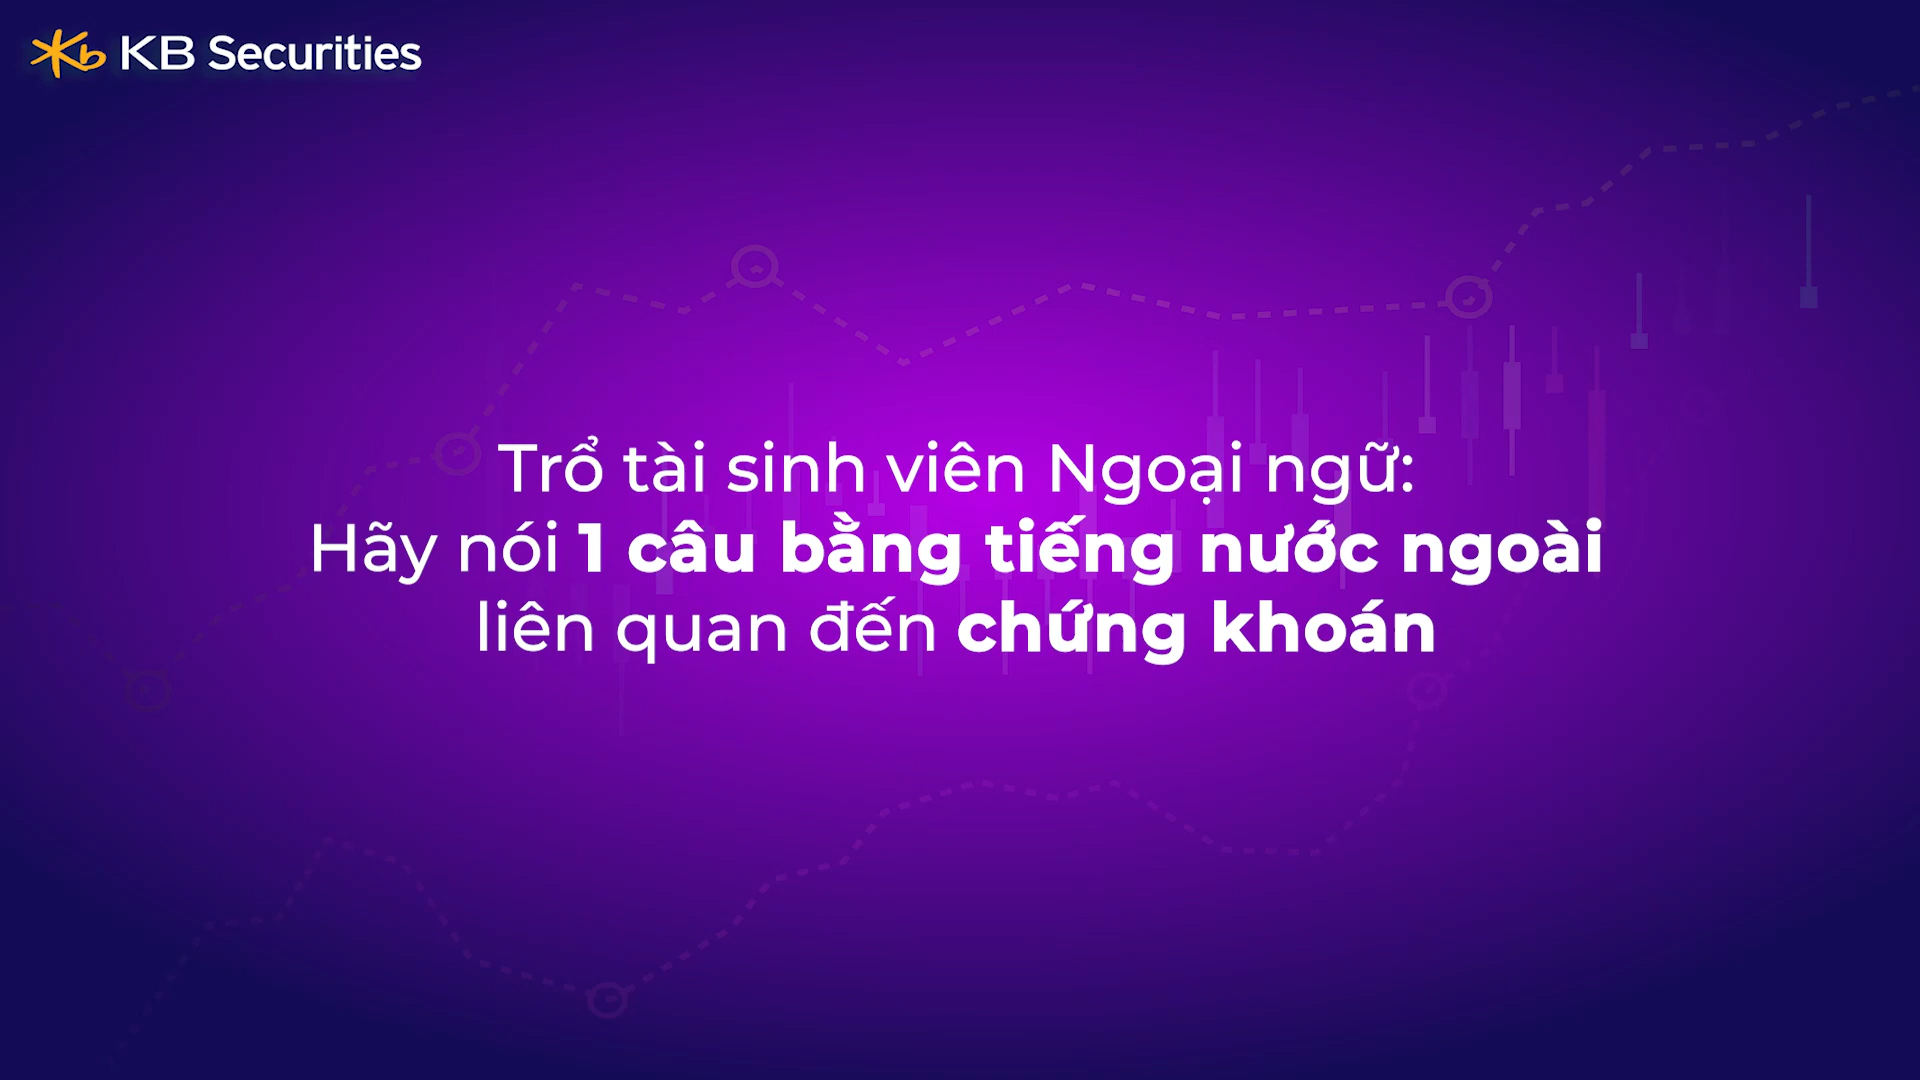 KB Securities
Trổ tài sinh viên Ngoại ngữ:
Hãy nói 1 câu bằng tiếng nước ngoài
liên quan đến chứng khoán